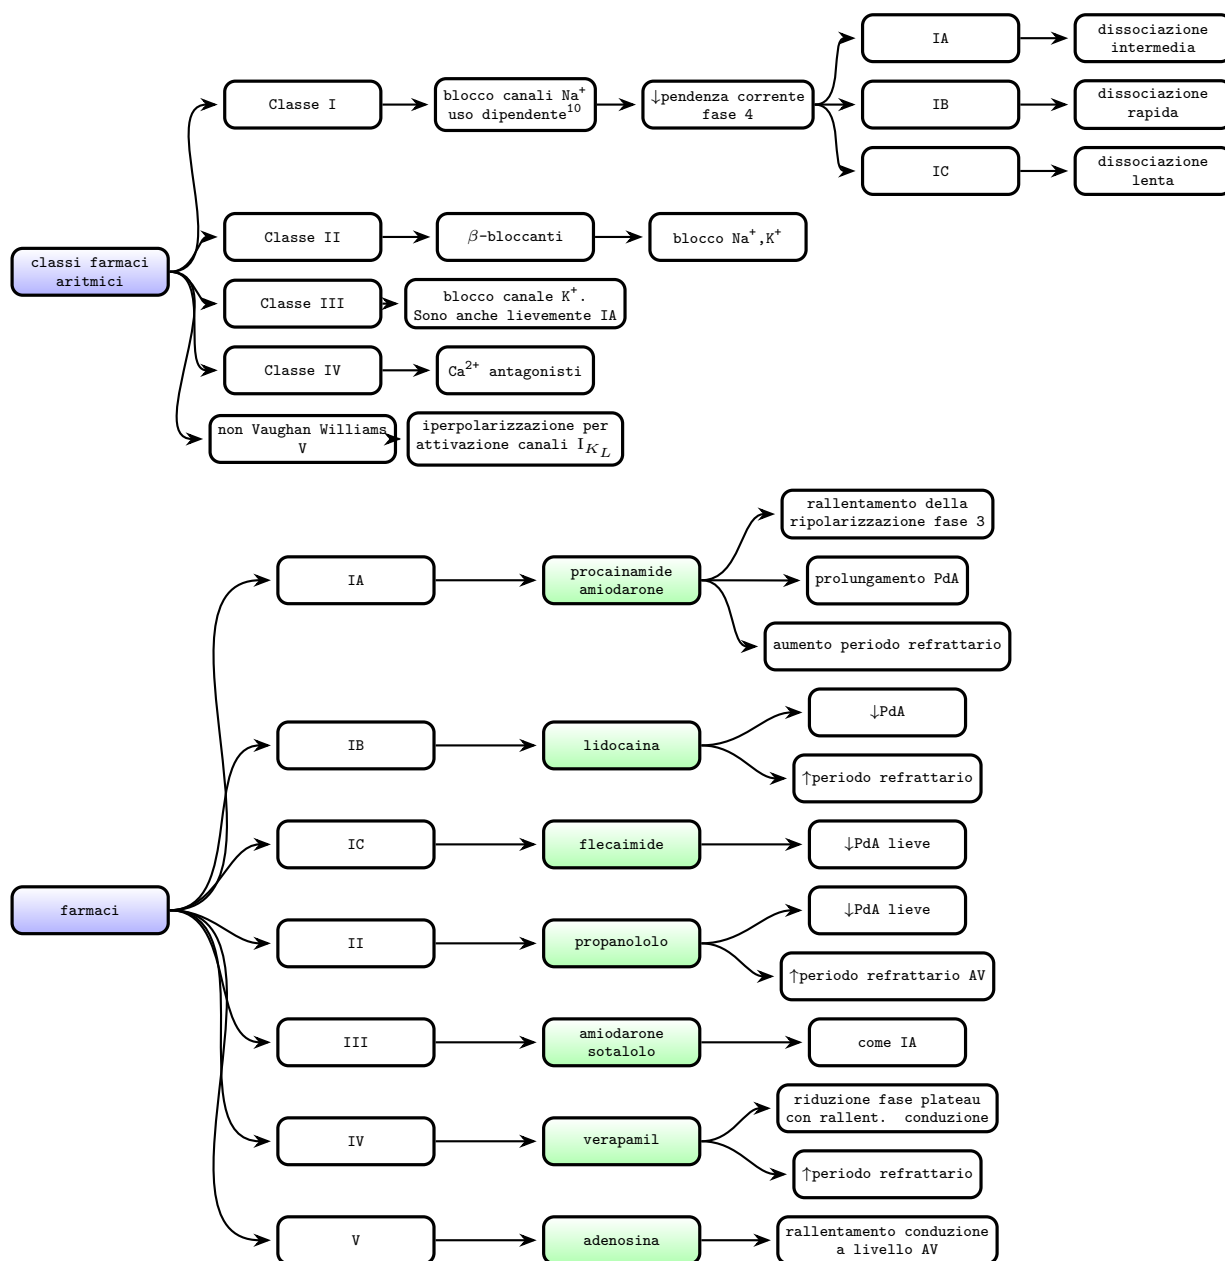 classi farmaci
aritmici
Classe I
blocco canali Na⁺
uso dipendente¹⁰
↓pendenza corrente
fase 4
IA
dissociazione
intermedia
IB
dissociazione
rapida
IC
dissociazione
lenta
Classe II
β-bloccanti
blocco Na⁺,K⁺
Classe III
blocco canale K⁺.
Sono anche lievemente IA
Classe IV
Ca²⁺ antagonisti
non Vaughan Williams
V
iperpolarizzazione per
attivazione canali I_{K_L}
farmaci
IA
procainamide
amiodarone
rallentamento della
ripolarizzazione fase 3
prolungamento PdA
aumento periodo refrattario
IB
lidocaina
↓PdA
↑periodo refrattario
IC
flecaimide
↓PdA lieve
II
propanololo
↓PdA lieve
↑periodo refrattario AV
III
amiodarone
sotalolo
come IA
IV
verapamil
riduzione fase plateau
con rallent. conduzione
↑periodo refrattario
V
adenosina
rallentamento conduzione
a livello AV